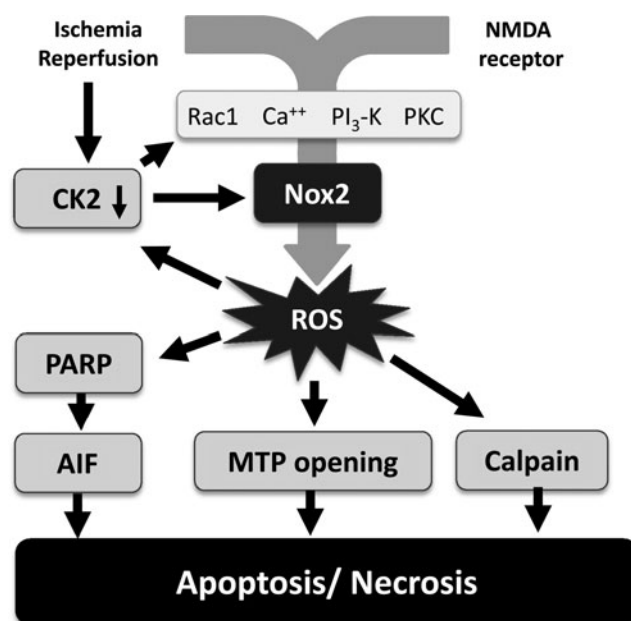 Ischemia
Reperfusion
NMDA
receptor
Rac1 Ca⁺⁺ PI₃-K PKC
CK2
Nox2
ROS
PARP
AIF
MTP opening
Calpain
Apoptosis/ Necrosis